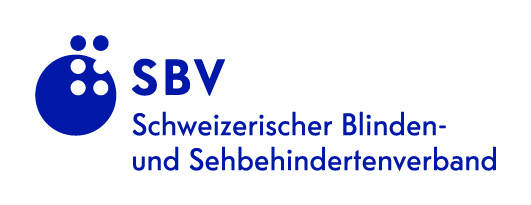 SBV
Schweizerischer Blinden-
und Sehbehindertenverband